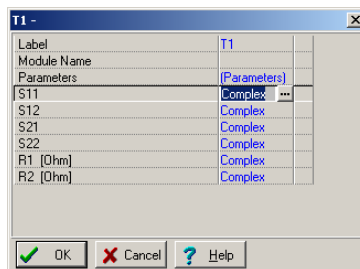 T1 -
Label T1
Module Name
Parameters (Parameters)
S11 Complex ...
S12 Complex
S21 Complex
S22 Complex
R1 [Ohm] Complex
R2 [Ohm] Complex
OK Cancel ? Help